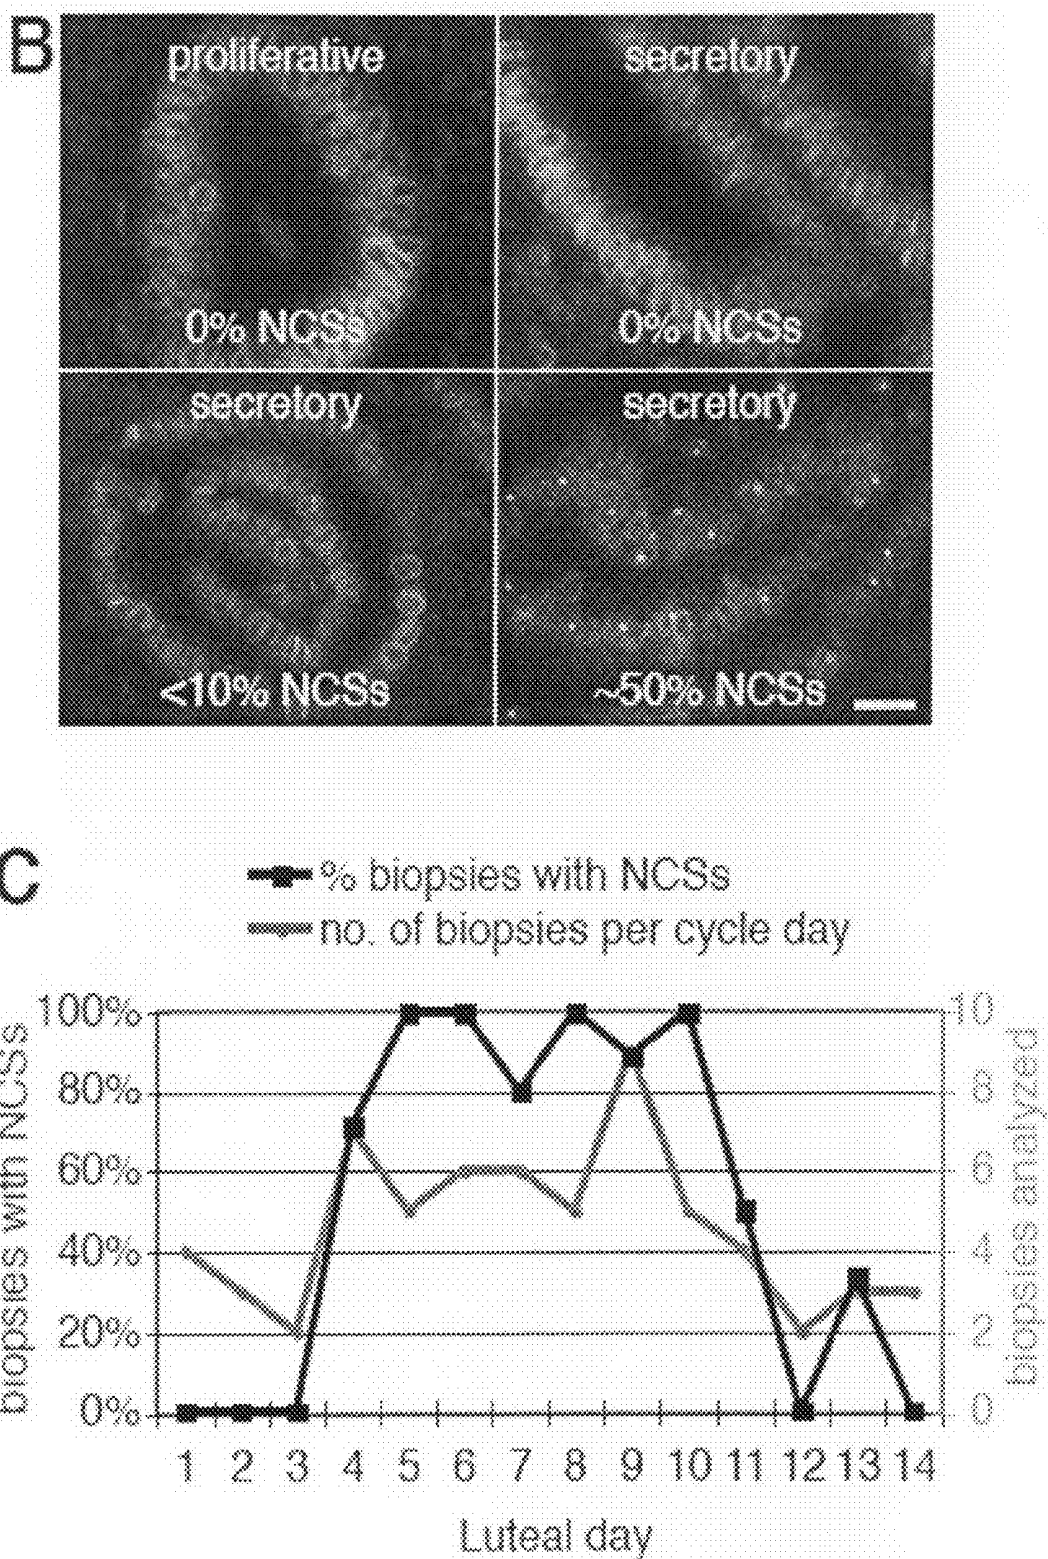 B
proliferative
secretory
0% NCSs
0% NCSs
secretory
secretory
<10% NCSs
~50% NCSs
C
% biopsies with NCSs
no. of biopsies per cycle day
biopsies with NCSs
100%
80%
60%
40%
20%
0%
10
8
6
4
2
0
biopsies analyzed
1 2 3 4 5 6 7 8 9 10 11 12 13 14
Luteal day